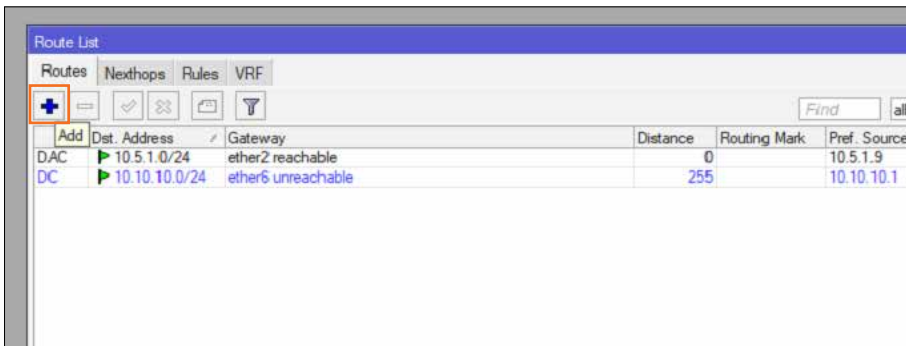 Route List
Routes Nexthops Rules VRF
Find all
Add Dst. Address Gateway Distance Routing Mark Pref. Source
DAC 10.5.1.0/24 ether2 reachable 0 10.5.1.9
DC 10.10.10.0/24 ether6 unreachable 255 10.10.10.1